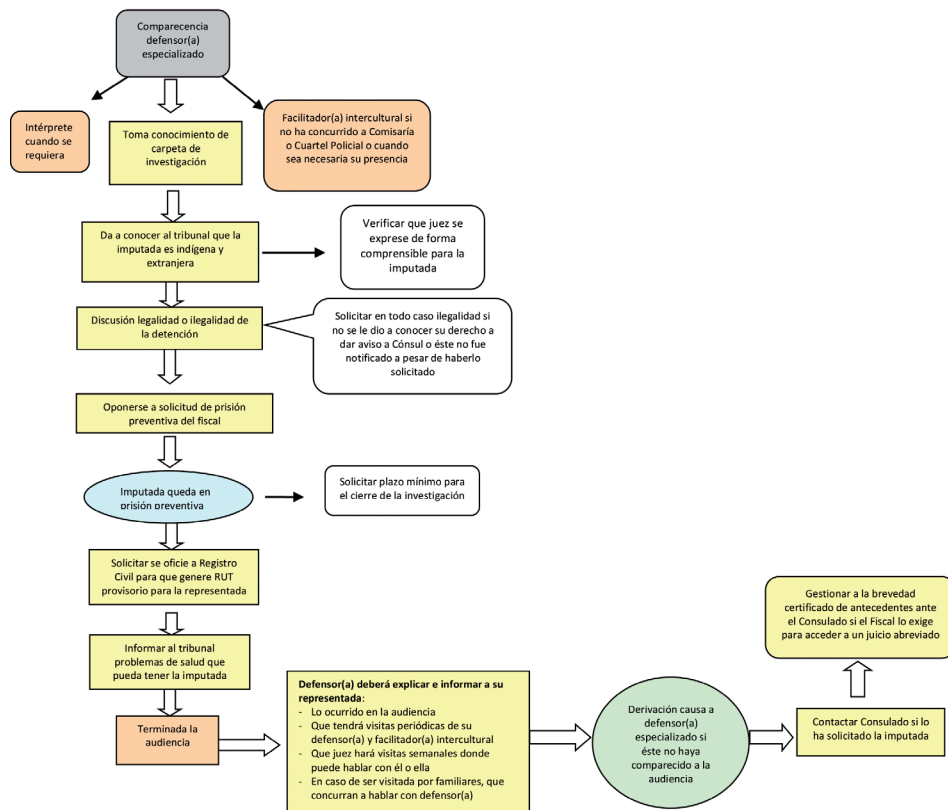 Comparecencia
defensor(a)
especializado
Intérprete
cuando se
requiera
Toma conocimiento de
carpeta de
investigación
Facilitador(a) intercultural si
no ha concurrido a Comisaría
o Cuartel Policial o cuando
sea necesaria su presencia
Da a conocer al tribunal que la
imputada es indígena y
extranjera
Verificar que juez se
exprese de forma
comprensible para la
imputada
Discusión legalidad o ilegalidad de
la detención
Solicitar en todo caso ilegalidad si
no se le dio a conocer su derecho a
dar aviso a Cónsul o éste no fue
notificado a pesar de haberlo
solicitado
Oponerse a solicitud de prisión
preventiva del fiscal
Imputada queda en
prisión preventiva
Solicitar plazo mínimo para
el cierre de la investigación
Solicitar se oficie a Registro
Civil para que genere RUT
provisorio para la representada
Informar al tribunal
problemas de salud que
pueda tener la imputada
Terminada la
audiencia
Defensor(a) deberá explicar e informar a su
representada:
- Lo ocurrido en la audiencia
- Que tendrá visitas periódicas de su
defensor(a) y facilitador(a) intercultural
- Que juez hará visitas semanales donde
puede hablar con él o ella
- En caso de ser visitada por familiares, que
concurran a hablar con defensor(a)
Derivación causa a
defensor(a)
especializado si
éste no haya
comparecido a la
audiencia
Contactar Consulado si lo
ha solicitado la imputada
Gestionar a la brevedad
certificado de antecedentes ante
el Consulado si el Fiscal lo exige
para acceder a un juicio abreviado